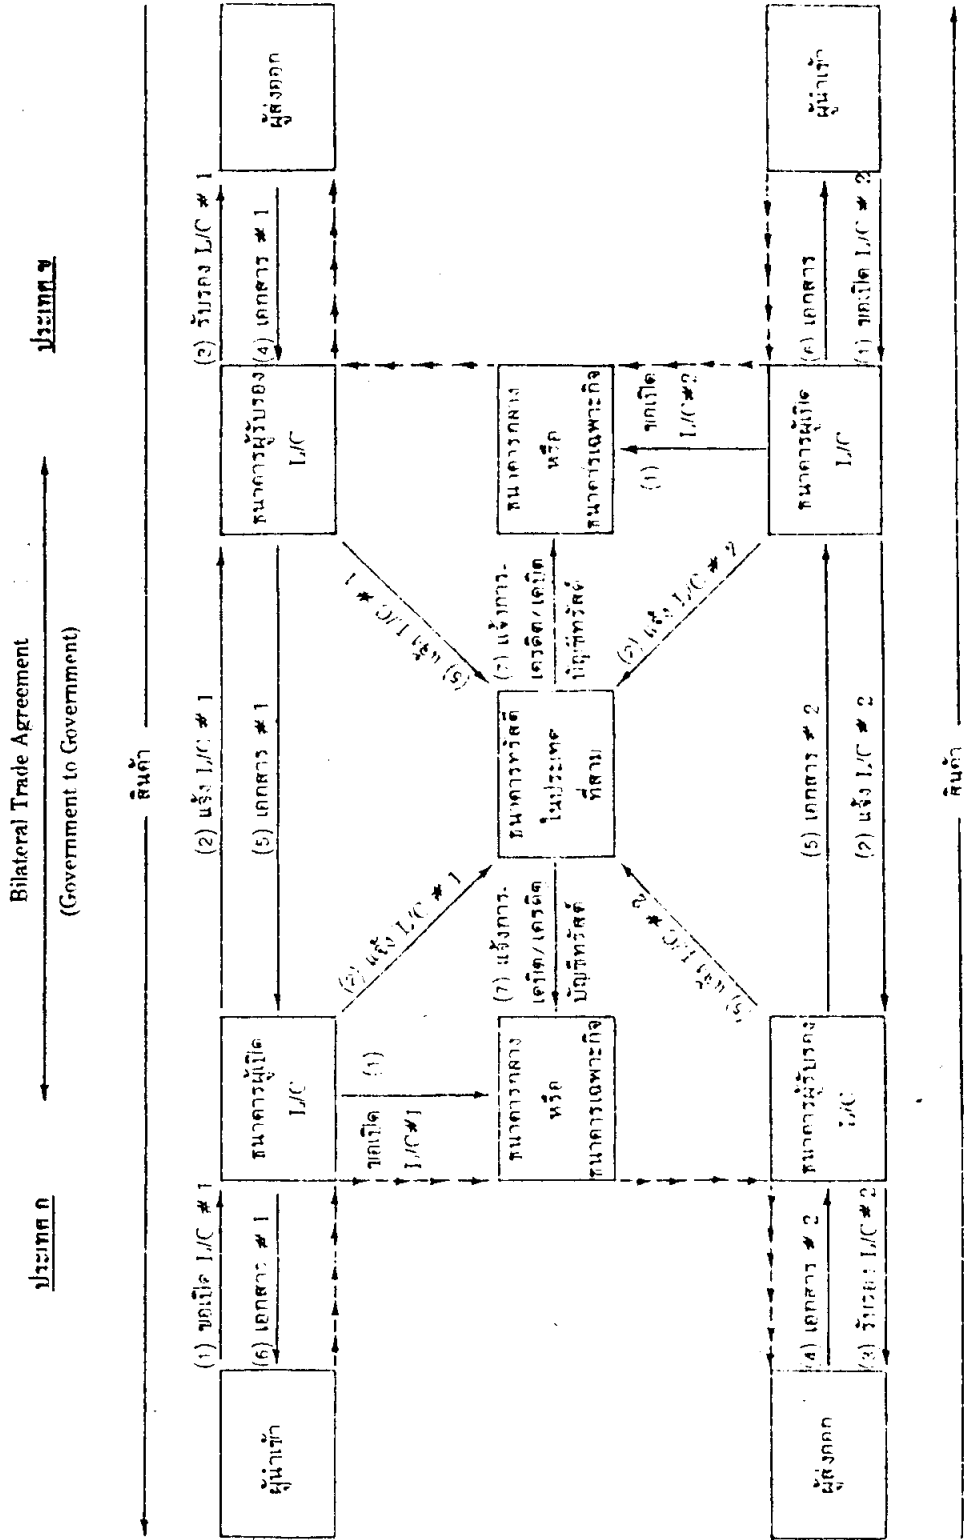 Bilateral Trade Agreement
(Government to Government)
ประเทศ ก
ประเทศ ข
สินค้า
(1) ขอเปิด L/C # 1
(2) แจ้ง L/C # 1
(3) รับรอง L/C # 1
ผู้นำเข้า
ธนาคารผู้เปิด
L/C
ธนาคารผู้รับรอง
L/C
ผู้ส่งออก
(6) เอกสาร # 1
(5) เอกสาร # 1
(4) เอกสาร # 1
ขอเปิด
L/C#1
(1)
(2) แจ้ง L/C # 1
(5) แจ้ง L/C # 1
ธนาคารกลาง
หรือ
ธนาคารเฉพาะกิจ
(7) แจ้งการ-
เดบิต/เครดิต
บัญชีทรัสต์
ธนาคารทรัสต์
ในประเทศ
ที่สาม
(7) แจ้งการ-
เครดิต/เดบิต
บัญชีทรัสต์
ธนาคารกลาง
หรือ
ธนาคารเฉพาะกิจ
(5) แจ้ง L/C # 2
(2) แจ้ง L/C # 2
(1)
ขอเปิด
L/C#2
(4) เอกสาร # 2
(5) เอกสาร # 2
(6) เอกสาร
ผู้ส่งออก
ธนาคารผู้รับรอง
L/C
ธนาคารผู้เปิด
L/C
ผู้นำเข้า
(3) รับรอง L/C # 2
(2) แจ้ง L/C # 2
(1) ขอเปิด L/C # 2
สินค้า